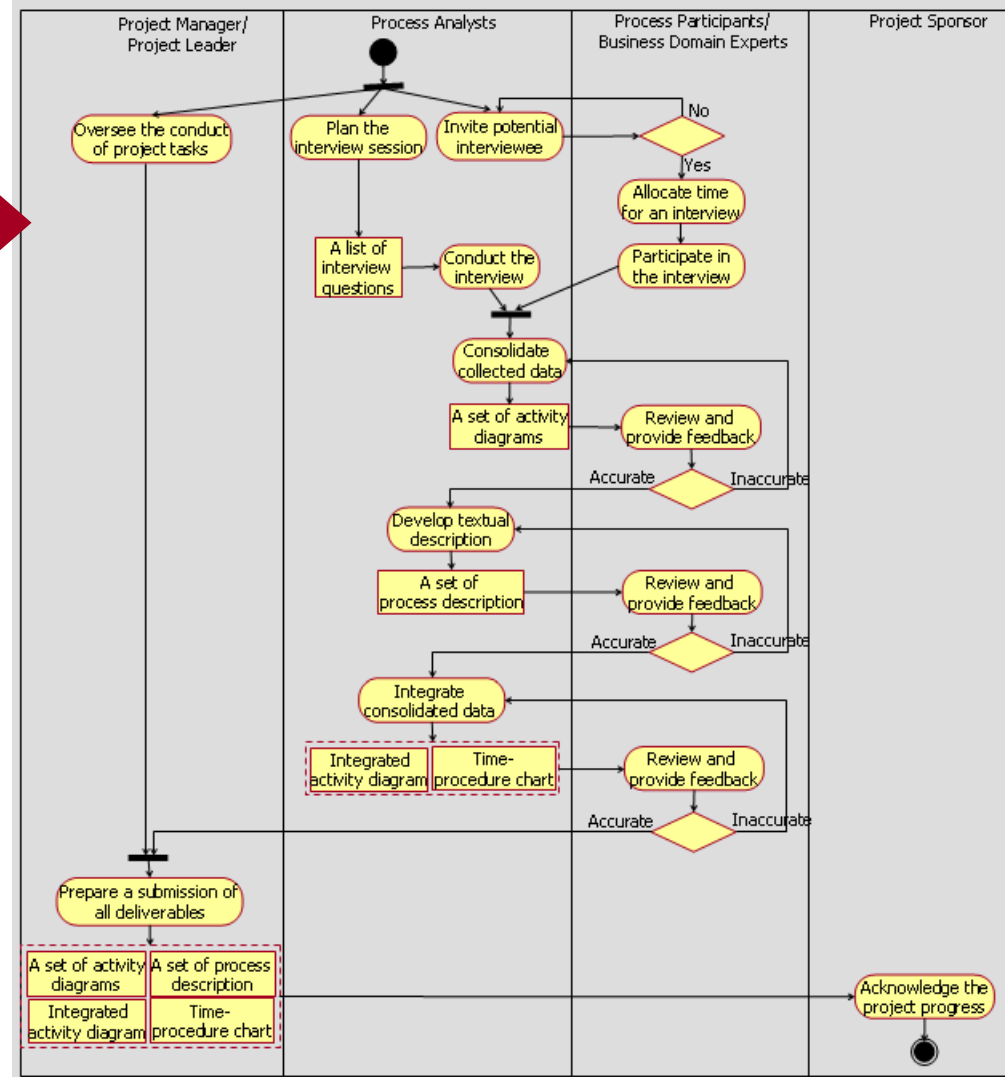 Project Manager/
Project Leader
Process Analysts
Process Participants/
Business Domain Experts
Project Sponsor
Oversee the conduct
of project tasks
Plan the
interview session
Invite potential
interviewee
No
Yes
Allocate time
for an interview
A list of
interview
questions
Conduct the
interview
Participate in
the interview
Consolidate
collected data
A set of activity
diagrams
Review and
provide feedback
Accurate
Inaccurate
Develop textual
description
A set of
process description
Review and
provide feedback
Accurate
Inaccurate
Integrate
consolidated data
Integrated
activity diagram
Time-
procedure chart
Review and
provide feedback
Accurate
Inaccurate
Prepare a submission of
all deliverables
A set of activity
diagrams
A set of process
description
Integrated
activity diagram
Time-
procedure chart
Acknowledge the
project progress